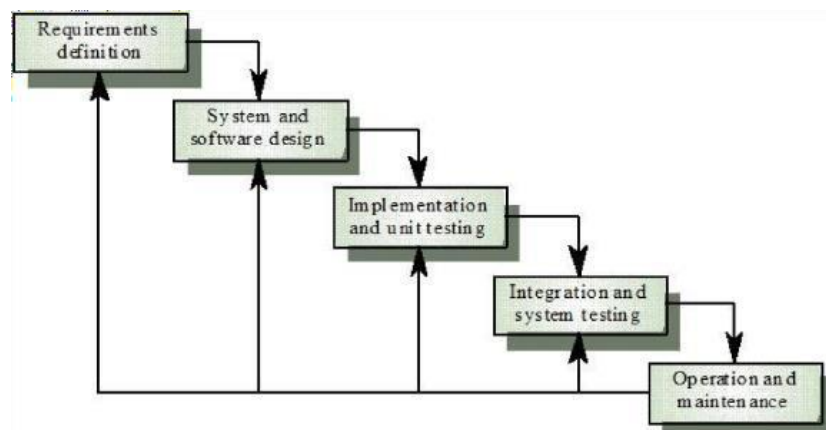 Requirements
definition
System and
software design
Implementation
and unit testing
Integration and
system testing
Operation and
maintenance